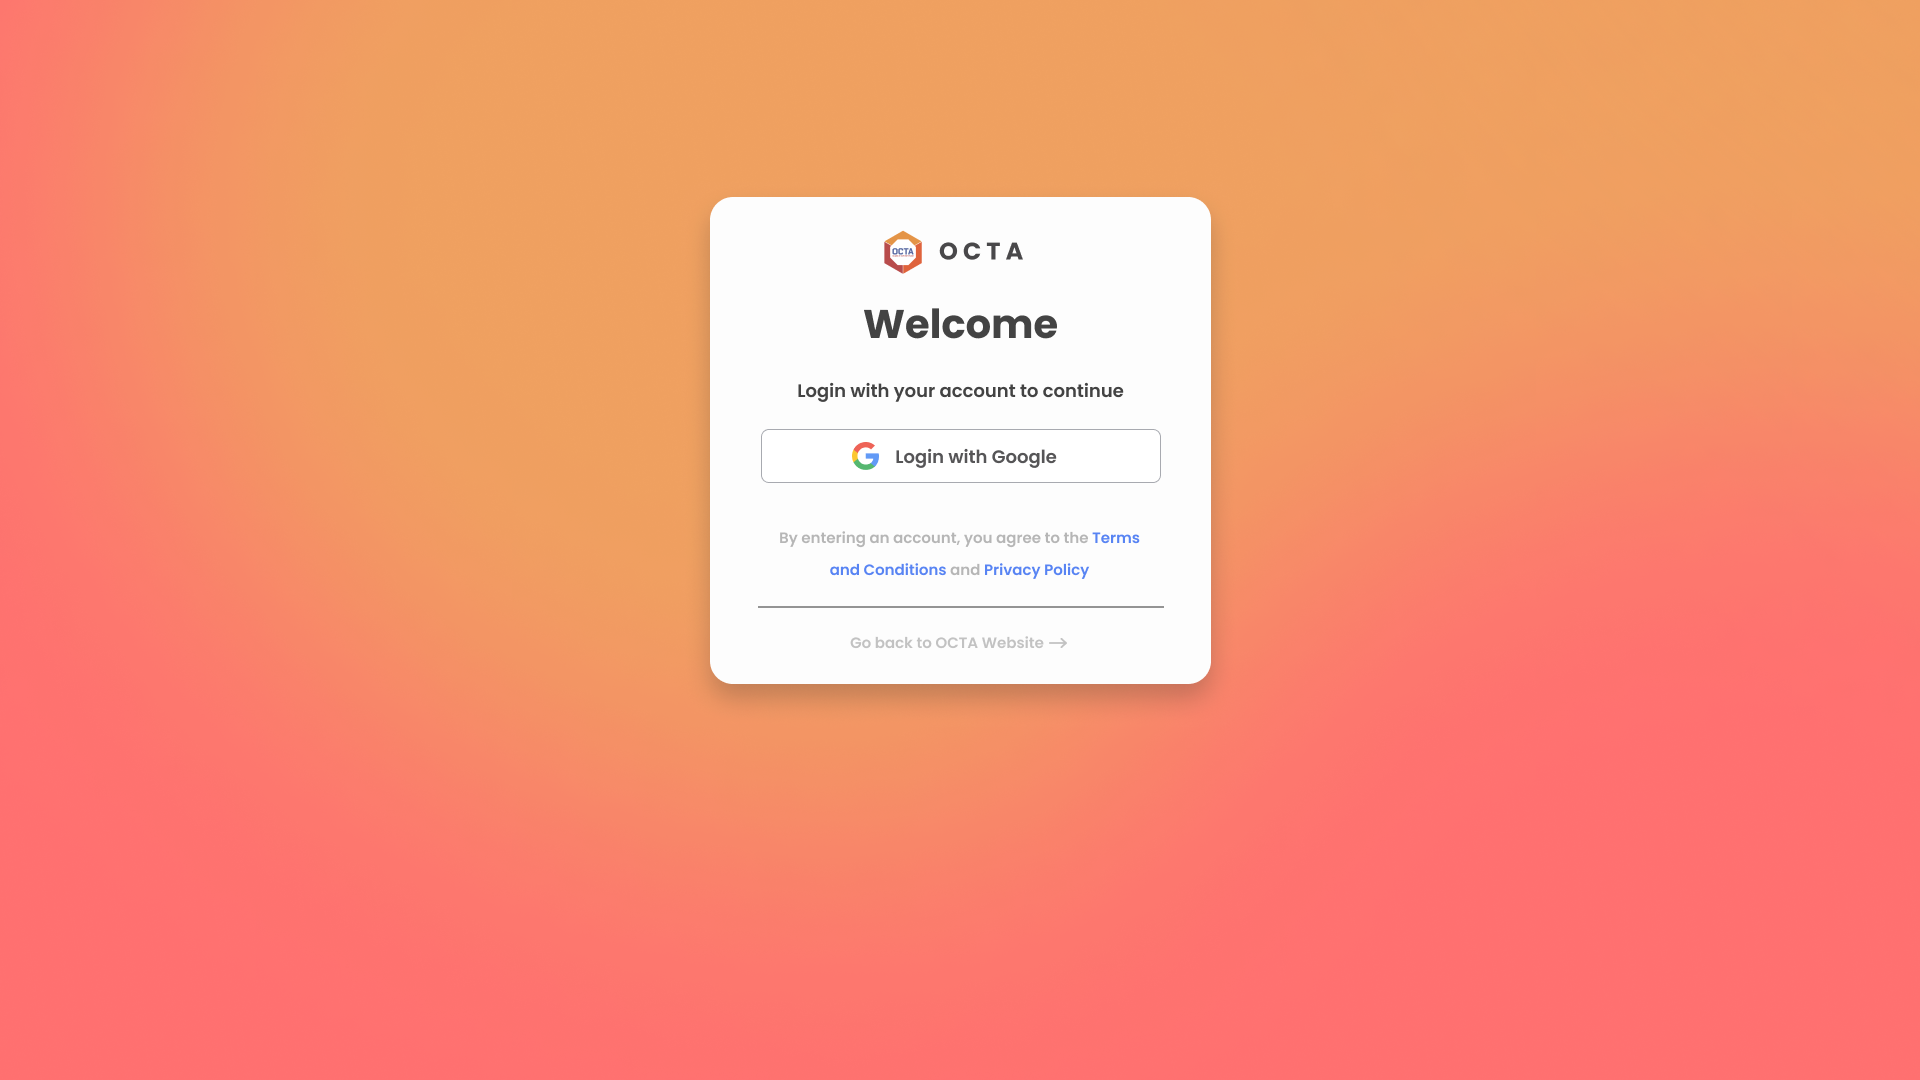 OCTA
OCTA
Welcome
Login with your account to continue
Login with Google
By entering an account, you agree to the Terms
and Conditions and Privacy Policy
Go back to OCTA Website →